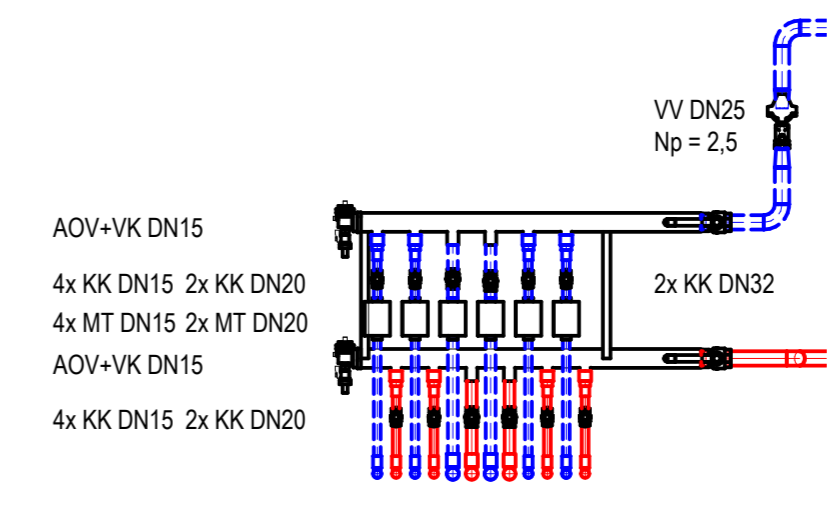 VV DN25
Np = 2,5
AOV+VK DN15
4x KK DN15 2x KK DN20
2x KK DN32
4x MT DN15 2x MT DN20
AOV+VK DN15
4x KK DN15 2x KK DN20